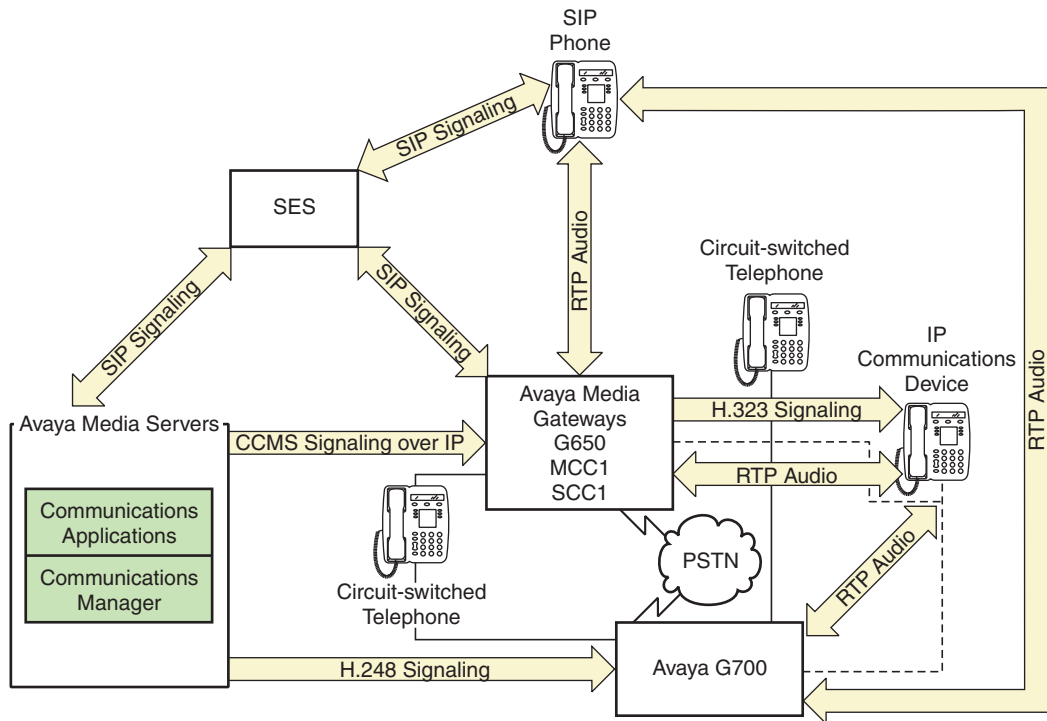 SIP
Phone
SIP Signaling
SES
RTP Audio
Circuit-switched
Telephone
SIP Signaling
SIP Signaling
IP
Communications
Device
RTP Audio
Avaya Media
Gateways
G650
MCC1
SCC1
H.323 Signaling
Avaya Media Servers
CCMS Signaling over IP
RTP Audio
Communications
Applications
Communications
Manager
PSTN
RTP Audio
Circuit-switched
Telephone
H.248 Signaling
Avaya G700